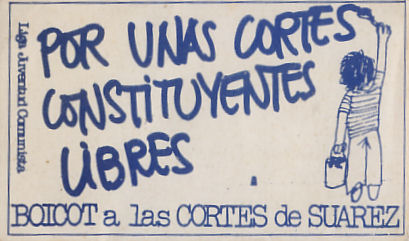 Liga Juventud Comunista
POR UNAS CORTES
CONSTITUYENTES
LIBRES
BOICOT a las CORTES de SUAREZ